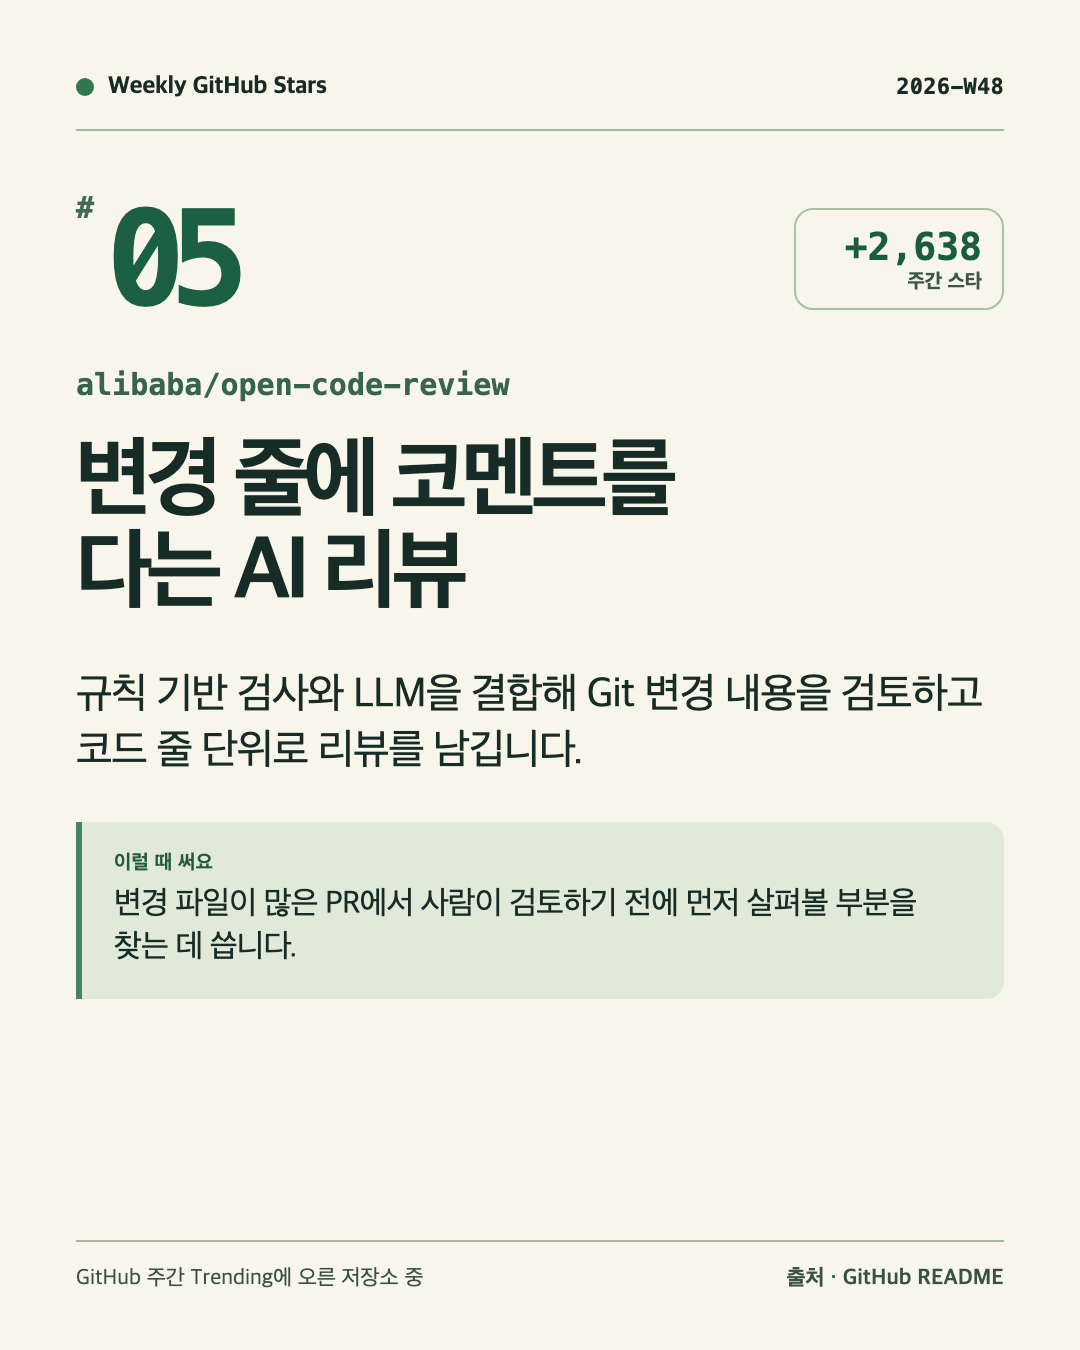 Weekly GitHub Stars
2026-W48
#05
+2,638
주간 스타
alibaba/open-code-review
변경 줄에 코멘트를
다는 AI 리뷰
규칙 기반 검사와 LLM을 결합해 Git 변경 내용을 검토하고
코드 줄 단위로 리뷰를 남깁니다.
이럴 때 써요
변경 파일이 많은 PR에서 사람이 검토하기 전에 먼저 살펴볼 부분을
찾는 데 씁니다.
GitHub 주간 Trending에 오른 저장소 중
출처 · GitHub README